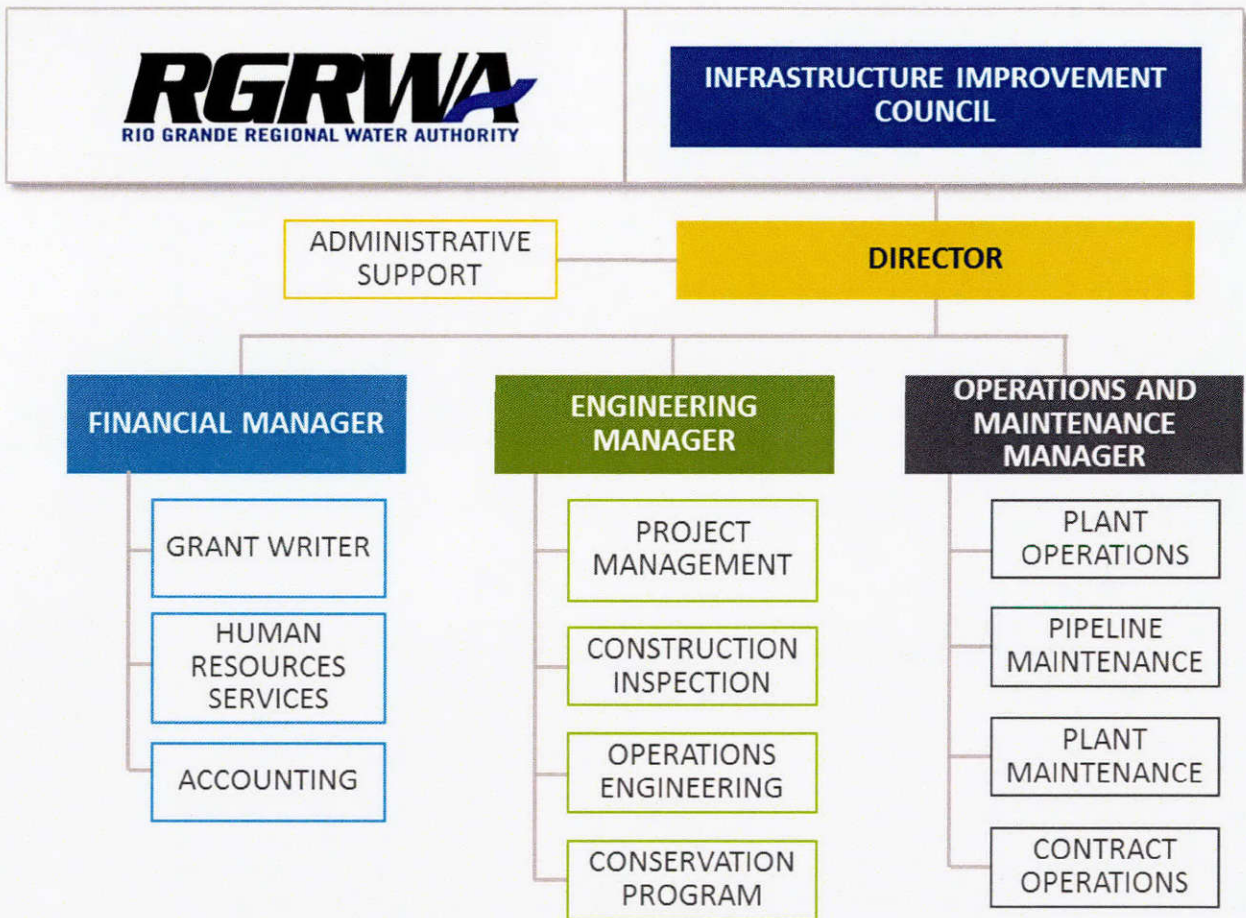 RGRWA
RIO GRANDE REGIONAL WATER AUTHORITY
INFRASTRUCTURE IMPROVEMENT
COUNCIL
ADMINISTRATIVE
SUPPORT
DIRECTOR
FINANCIAL MANAGER
GRANT WRITER
HUMAN
RESOURCES
SERVICES
ACCOUNTING
ENGINEERING
MANAGER
PROJECT
MANAGEMENT
CONSTRUCTION
INSPECTION
OPERATIONS
ENGINEERING
CONSERVATION
PROGRAM
OPERATIONS AND
MAINTENANCE
MANAGER
PLANT
OPERATIONS
PIPELINE
MAINTENANCE
PLANT
MAINTENANCE
CONTRACT
OPERATIONS